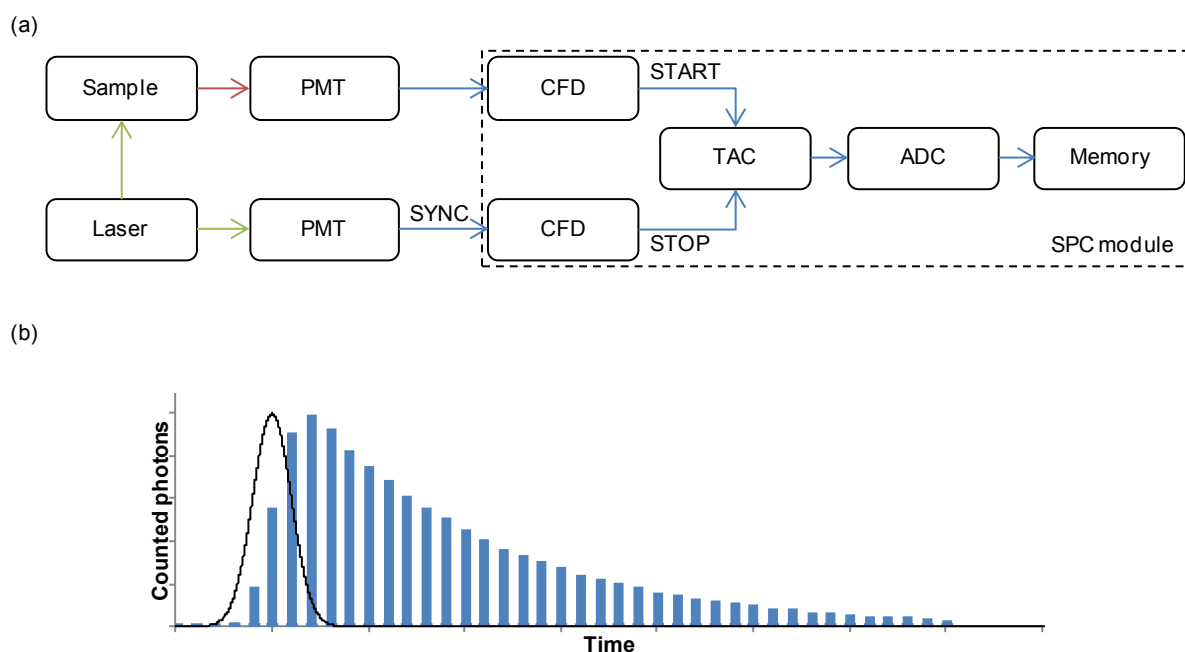 (a)
Sample
PMT
CFD
START
TAC
ADC
Memory
Laser
PMT
SYNC
CFD
STOP
SPC module
(b)
Counted photons
Time